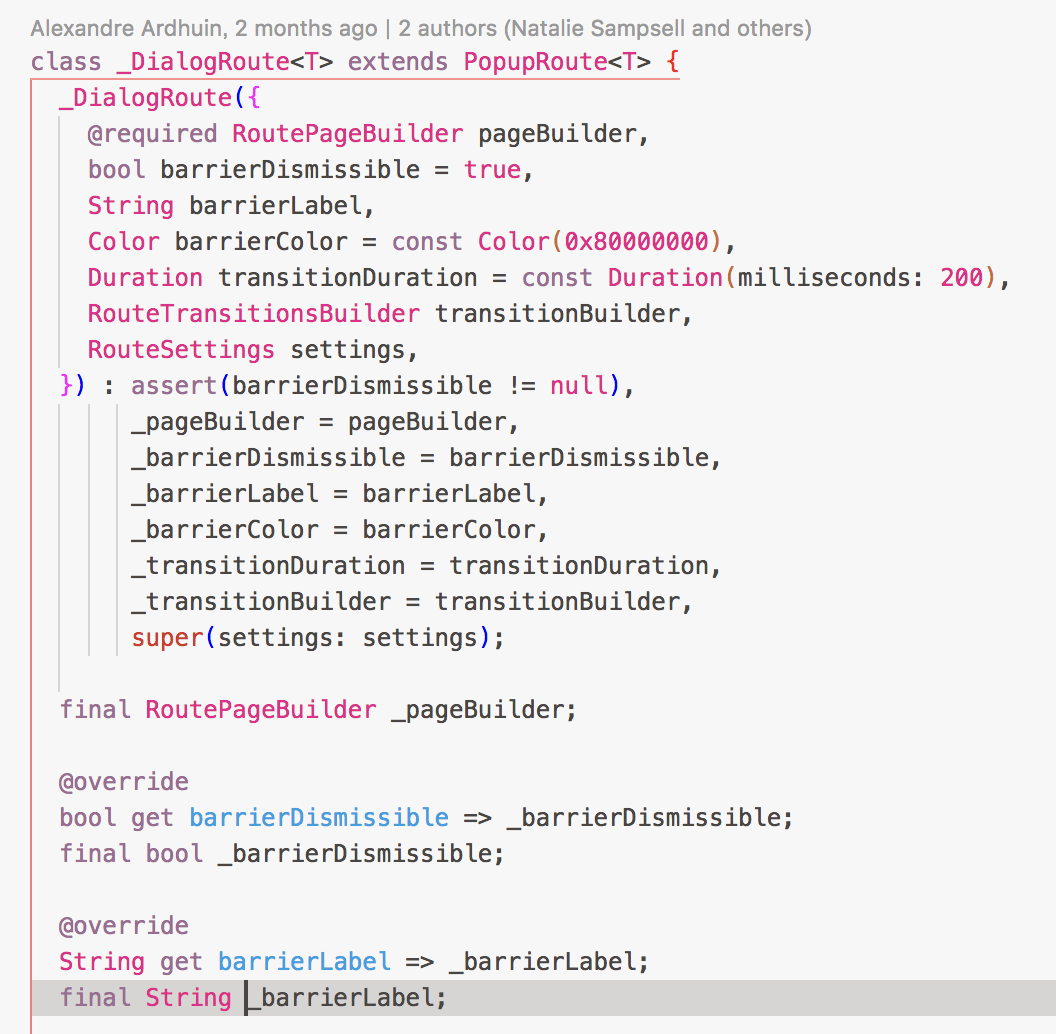 Alexandre Ardhuin, 2 months ago | 2 authors (Natalie Sampsell and others)
class _DialogRoute<T> extends PopupRoute<T> {
  _DialogRoute({
    @required RoutePageBuilder pageBuilder,
    bool barrierDismissible = true,
    String barrierLabel,
    Color barrierColor = const Color(0x80000000),
    Duration transitionDuration = const Duration(milliseconds: 200),
    RouteTransitionsBuilder transitionBuilder,
    RouteSettings settings,
  }) : assert(barrierDismissible != null),
       _pageBuilder = pageBuilder,
       _barrierDismissible = barrierDismissible,
       _barrierLabel = barrierLabel,
       _barrierColor = barrierColor,
       _transitionDuration = transitionDuration,
       _transitionBuilder = transitionBuilder,
       super(settings: settings);

  final RoutePageBuilder _pageBuilder;

  @override
  bool get barrierDismissible => _barrierDismissible;
  final bool _barrierDismissible;

  @override
  String get barrierLabel => _barrierLabel;
  final String _barrierLabel;